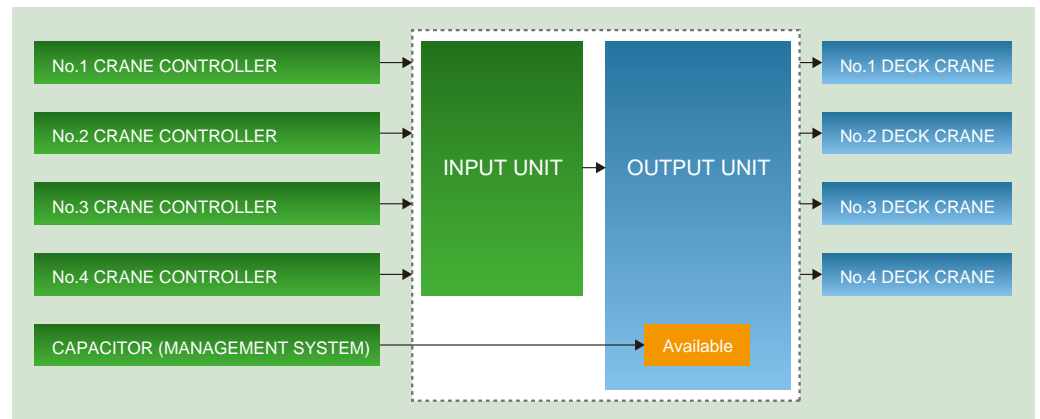 No.1 CRANE CONTROLLER
No.2 CRANE CONTROLLER
No.3 CRANE CONTROLLER
No.4 CRANE CONTROLLER
CAPACITOR (MANAGEMENT SYSTEM)
INPUT UNIT
OUTPUT UNIT
Available
No.1 DECK CRANE
No.2 DECK CRANE
No.3 DECK CRANE
No.4 DECK CRANE